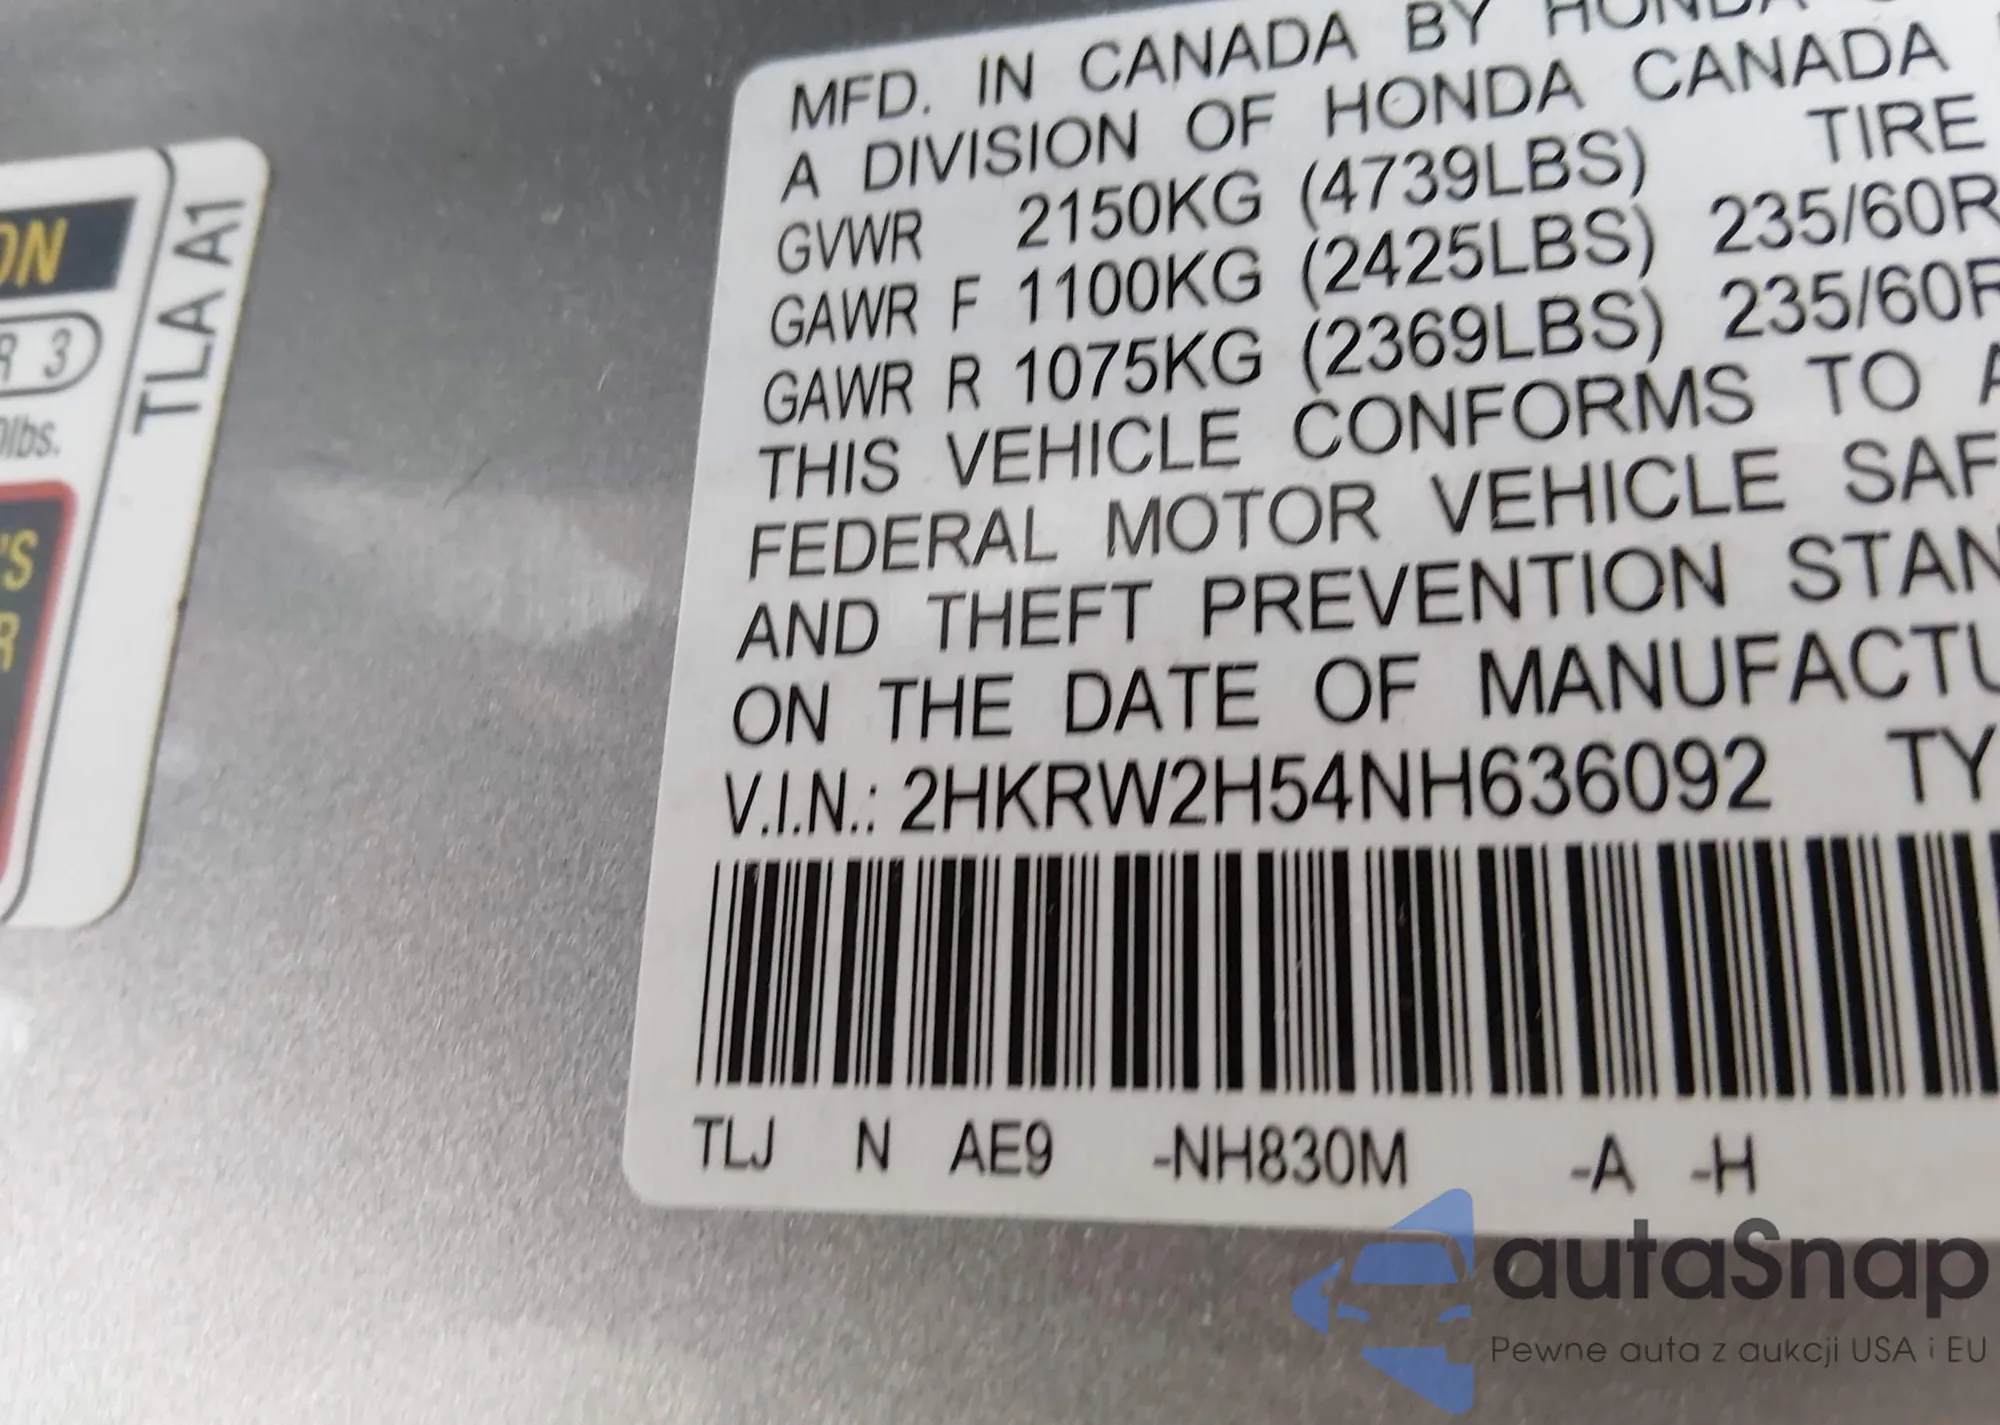 ON
R 3
0lbs.
'S
R
TLA A1
MFD. IN CANADA BY HONDA
A DIVISION OF HONDA CANADA
GVWR 2150KG (4739LBS) TIRE
GAWR F 1100KG (2425LBS) 235/60R
GAWR R 1075KG (2369LBS) 235/60R
THIS VEHICLE CONFORMS TO A
FEDERAL MOTOR VEHICLE SAF
AND THEFT PREVENTION STAN
ON THE DATE OF MANUFACTU
V.I.N.: 2HKRW2H54NH636092 TY
TLJ N AE9 -NH830M -A -H
autaSnap
Pewne auta z aukcji USA i EU